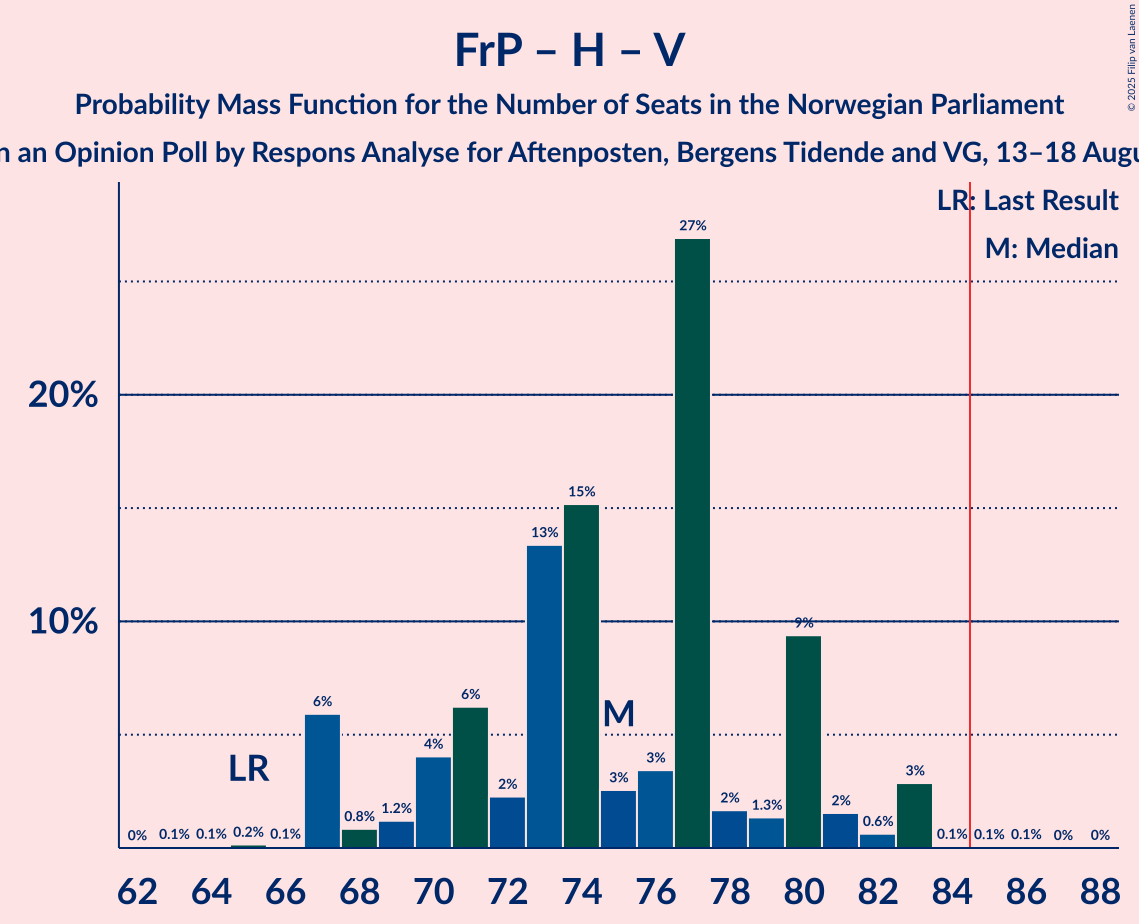 FrP – H – V
© 2025 Filip van Laenen
Probability Mass Function for the Number of Seats in the Norwegian Parliament
an Opinion Poll by Respons Analyse for Aftenposten, Bergens Tidende and VG, 13–18
LR: Last Result
M: Median
27%
20%
15%
13%
10%
9%
6% 6%
M
4%
LR
3% 3% 3%
2% 2% 2%
0% 0.1% 0.1% 0.2% 0.1% 0.8% 1.2% 1.3% 0.6% 0.1% 0.1% 0.1% 0% 0%
62 64 66 68 70 72 74 76 78 80 82 84 86 88